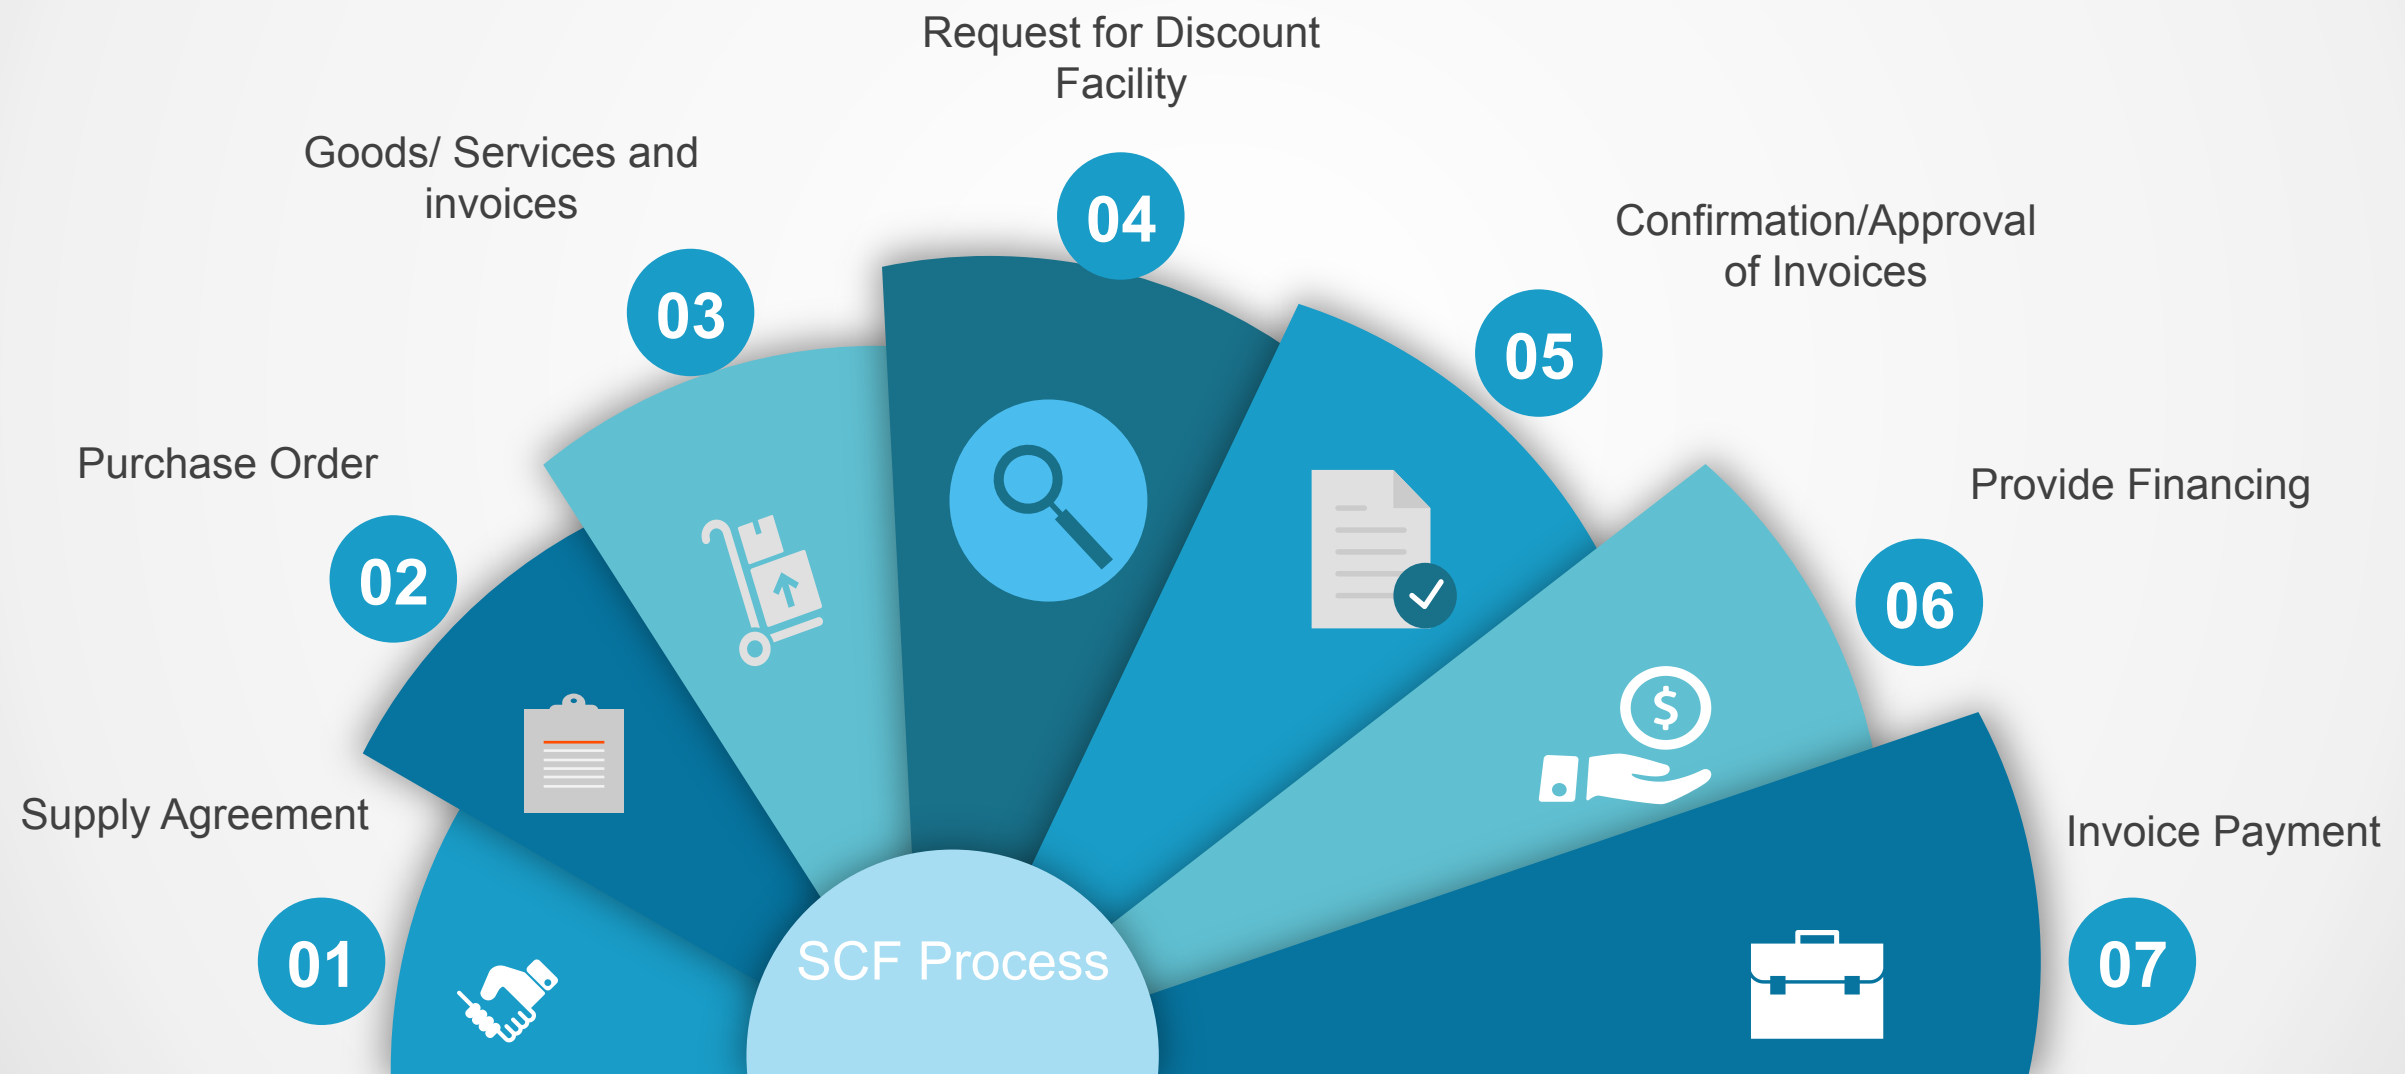 Supply Agreement
01
Purchase Order
02
Goods/ Services and
invoices
03
Request for Discount
Facility
04
Confirmation/Approval
of Invoices
05
Provide Financing
06
$
Invoice Payment
07
SCF Process